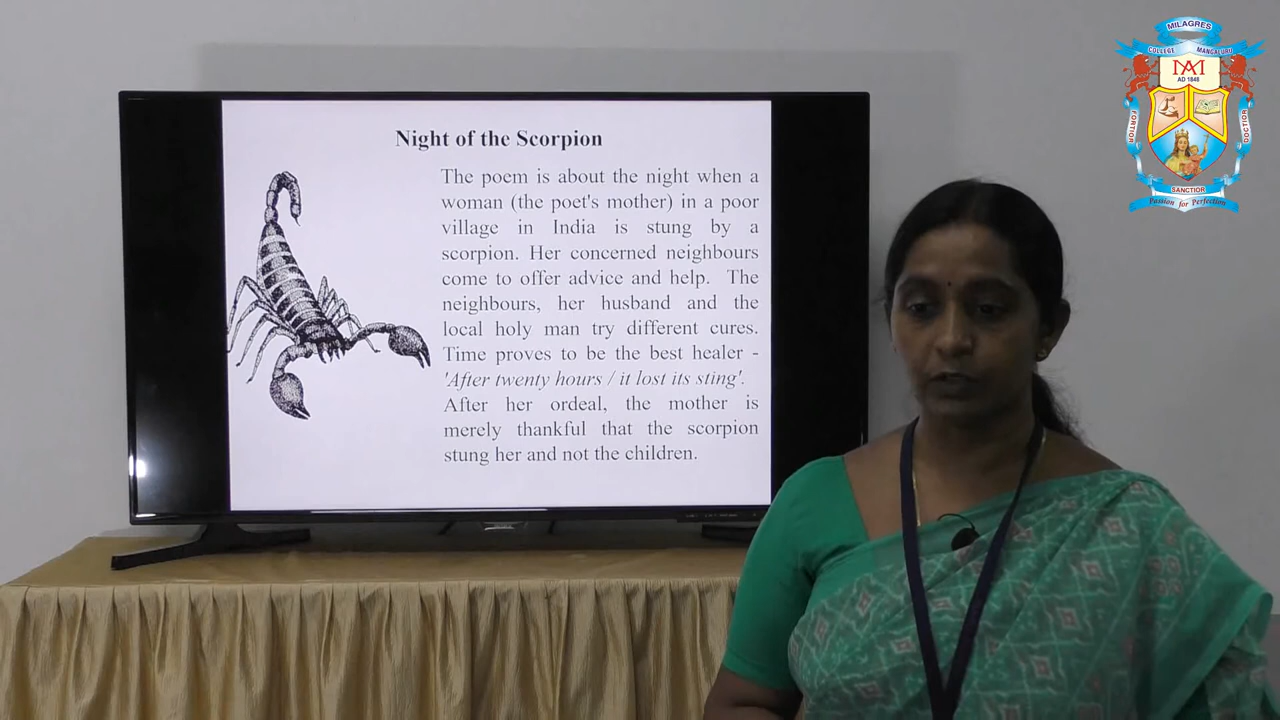 MILAGRES
COLLEGE MANGALURU
AD 1848
FORTIOR
DOCTIOR
SANCTIOR
Passion for Perfection
Night of the Scorpion
The poem is about the night when a
woman (the poet's mother) in a poor
village in India is stung by a
scorpion. Her concerned neighbours
come to offer advice and help. The
neighbours, her husband and the
local holy man try different cures.
Time proves to be the best healer -
'After twenty hours / it lost its sting'.
After her ordeal, the mother is
merely thankful that the scorpion
stung her and not the children.